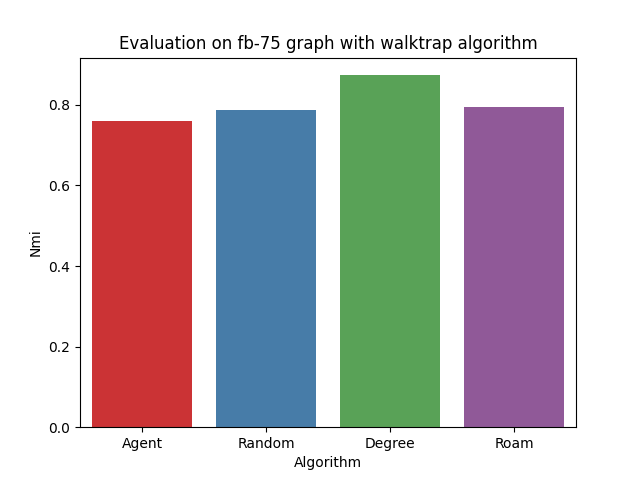 Evaluation on fb-75 graph with walktrap algorithm
0.8
0.6
0.4
0.2
0.0
Nmi
Agent Random Degree Roam
Algorithm